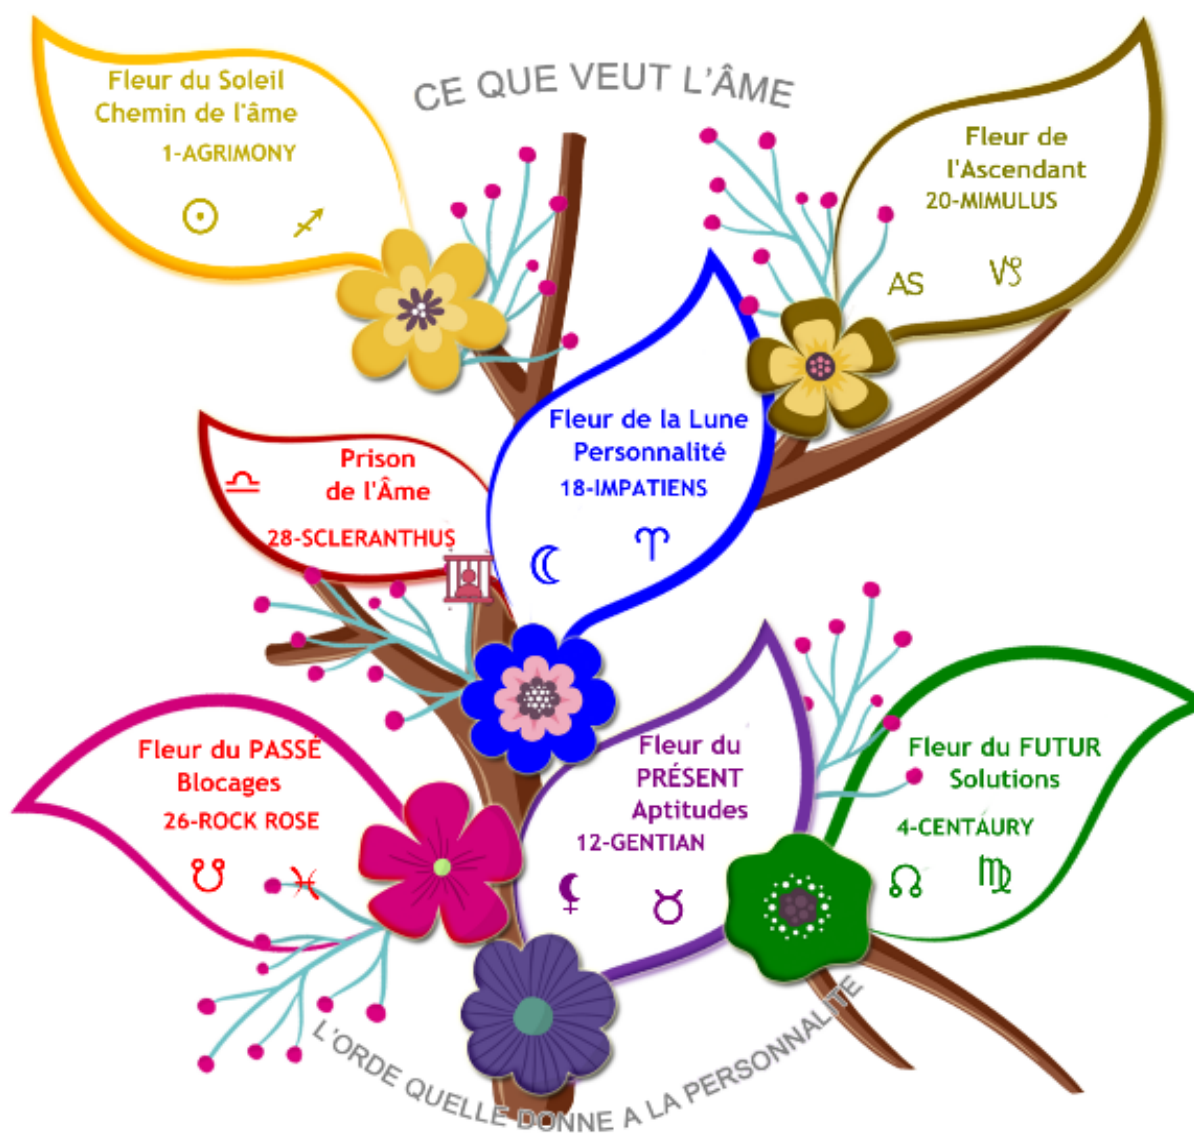 CE QUE VEUT L'ÂME
Fleur du Soleil
Chemin de l'âme
1-AGRIMONY
Fleur de
l'Ascendant
20-MIMULUS
AS
Fleur de la Lune
Personnalité
18-IMPATIENS
Prison
de l'Âme
28-SCLERANTHUS
Fleur du PASSÉ
Blocages
26-ROCK ROSE
Fleur du
PRÉSENT
Aptitudes
12-GENTIAN
Fleur du FUTUR
Solutions
4-CENTAURY
L'ORDE QUELLE DONNE A LA PERSONNALITE